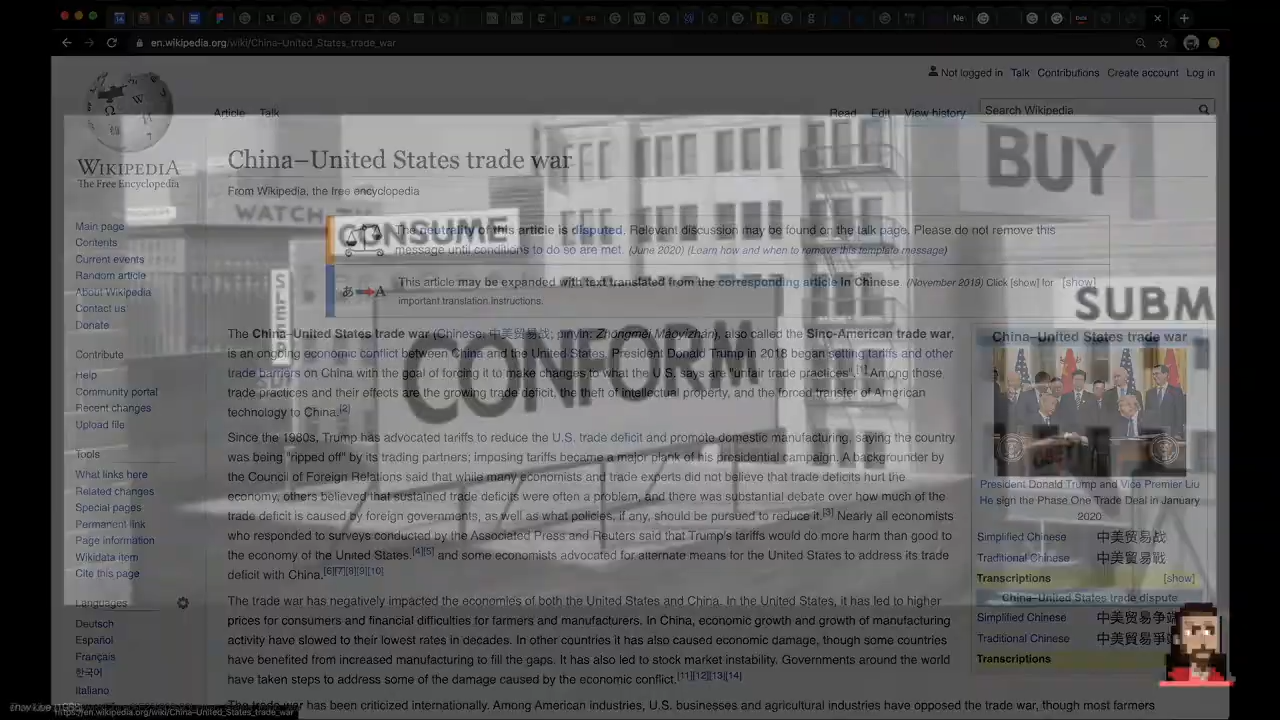 en.wikipedia.org/wiki/China–United_States_trade_war
Not logged in Talk Contributions Create account Log in
Article Talk
Read Edit View history
Search Wikipedia
WIKIPEDIA
The Free Encyclopedia
China–United States trade war
From Wikipedia, the free encyclopedia
BUY
WATCH
CONSUME
The neutrality of this article is disputed. Relevant discussion may be found on the talk page. Please do not remove this
message until conditions to do so are met. (June 2020) (Learn how and when to remove this template message)
This article may be expanded with text translated from the corresponding article in Chinese. (November 2019) Click [show] for [show]
important translation instructions.
SUBM
CONFORM
Main page
Contents
Current events
Random article
About Wikipedia
Contact us
Donate
Contribute
Help
Community portal
Recent changes
Upload file
Tools
What links here
Related changes
Special pages
Permanent link
Page information
Wikidata item
Cite this page
Languages
Deutsch
Español
Français
한국어
Italiano
The China–United States trade war (Chinese: 中美贸易战; pinyin: Zhōngměi Màoyìzhàn), also called the Sino-American trade war,
is an ongoing economic conflict between China and the United States. President Donald Trump in 2018 began setting tariffs and other
trade barriers on China with the goal of forcing it to make changes to what the U.S. says are "unfair trade practices".[1] Among those
trade practices and their effects are the growing trade deficit, the theft of intellectual property, and the forced transfer of American
technology to China.[2]
Since the 1980s, Trump has advocated tariffs to reduce the U.S. trade deficit and promote domestic manufacturing, saying the country
was being "ripped off" by its trading partners; imposing tariffs became a major plank of his presidential campaign. A backgrounder by
the Council of Foreign Relations said that while many economists and trade experts did not believe that trade deficits hurt the
economy, others believed that sustained trade deficits were often a problem, and there was substantial debate over how much of the
trade deficit is caused by foreign governments, as well as what policies, if any, should be pursued to reduce it.[3] Nearly all economists
who responded to surveys conducted by the Associated Press and Reuters said that Trump's tariffs would do more harm than good to
the economy of the United States,[4][5] and some economists advocated for alternate means for the United States to address its trade
deficit with China.[6][7][8][9][10]
The trade war has negatively impacted the economies of both the United States and China. In the United States, it has led to higher
prices for consumers and financial difficulties for farmers and manufacturers. In China, economic growth and growth of manufacturing
activity have slowed to their lowest rates in decades. In other countries it has also caused economic damage, though some countries
have benefited from increased manufacturing to fill the gaps. It has also led to stock market instability. Governments around the world
have taken steps to address some of the damage caused by the economic conflict.[11][12][13][14]
The trade war has been criticized internationally. Among American industries, U.S. businesses and agricultural industries have opposed the trade war, though most farmers
China–United States trade war
President Donald Trump and Vice Premier Liu
He sign the Phase One Trade Deal in January
2020
Simplified Chinese 中美贸易战
Traditional Chinese 中美貿易戰
Transcriptions [show]
China–United States trade dispute
Simplified Chinese 中美贸易争端
Traditional Chinese 中美貿易爭端
Transcriptions
https://en.wikipedia.org/wiki/China–United_States_trade_war